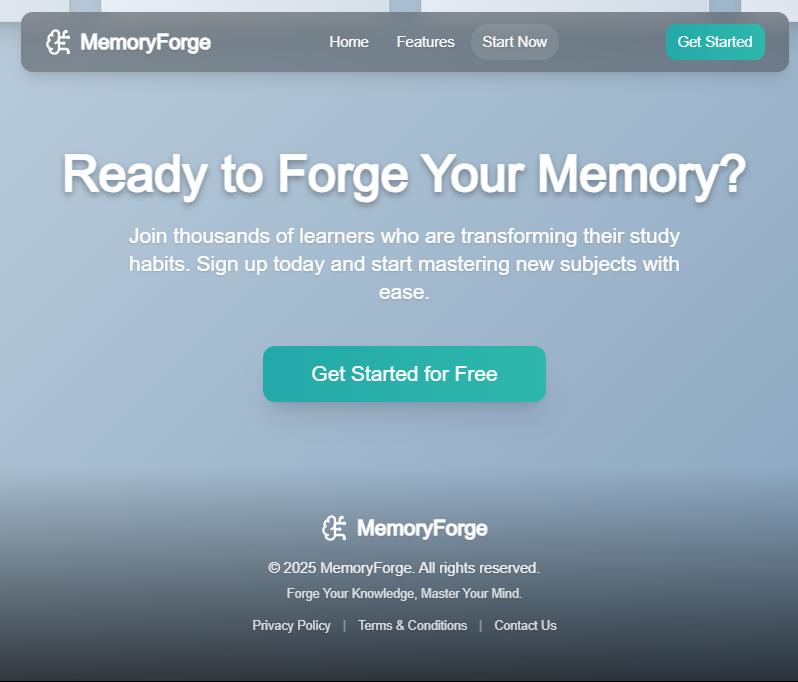 MemoryForge
Home
Features
Start Now
Get Started
Ready to Forge Your Memory?
Join thousands of learners who are transforming their study
habits. Sign up today and start mastering new subjects with
ease.
Get Started for Free
MemoryForge
© 2025 MemoryForge. All rights reserved.
Forge Your Knowledge, Master Your Mind.
Privacy Policy | Terms & Conditions | Contact Us